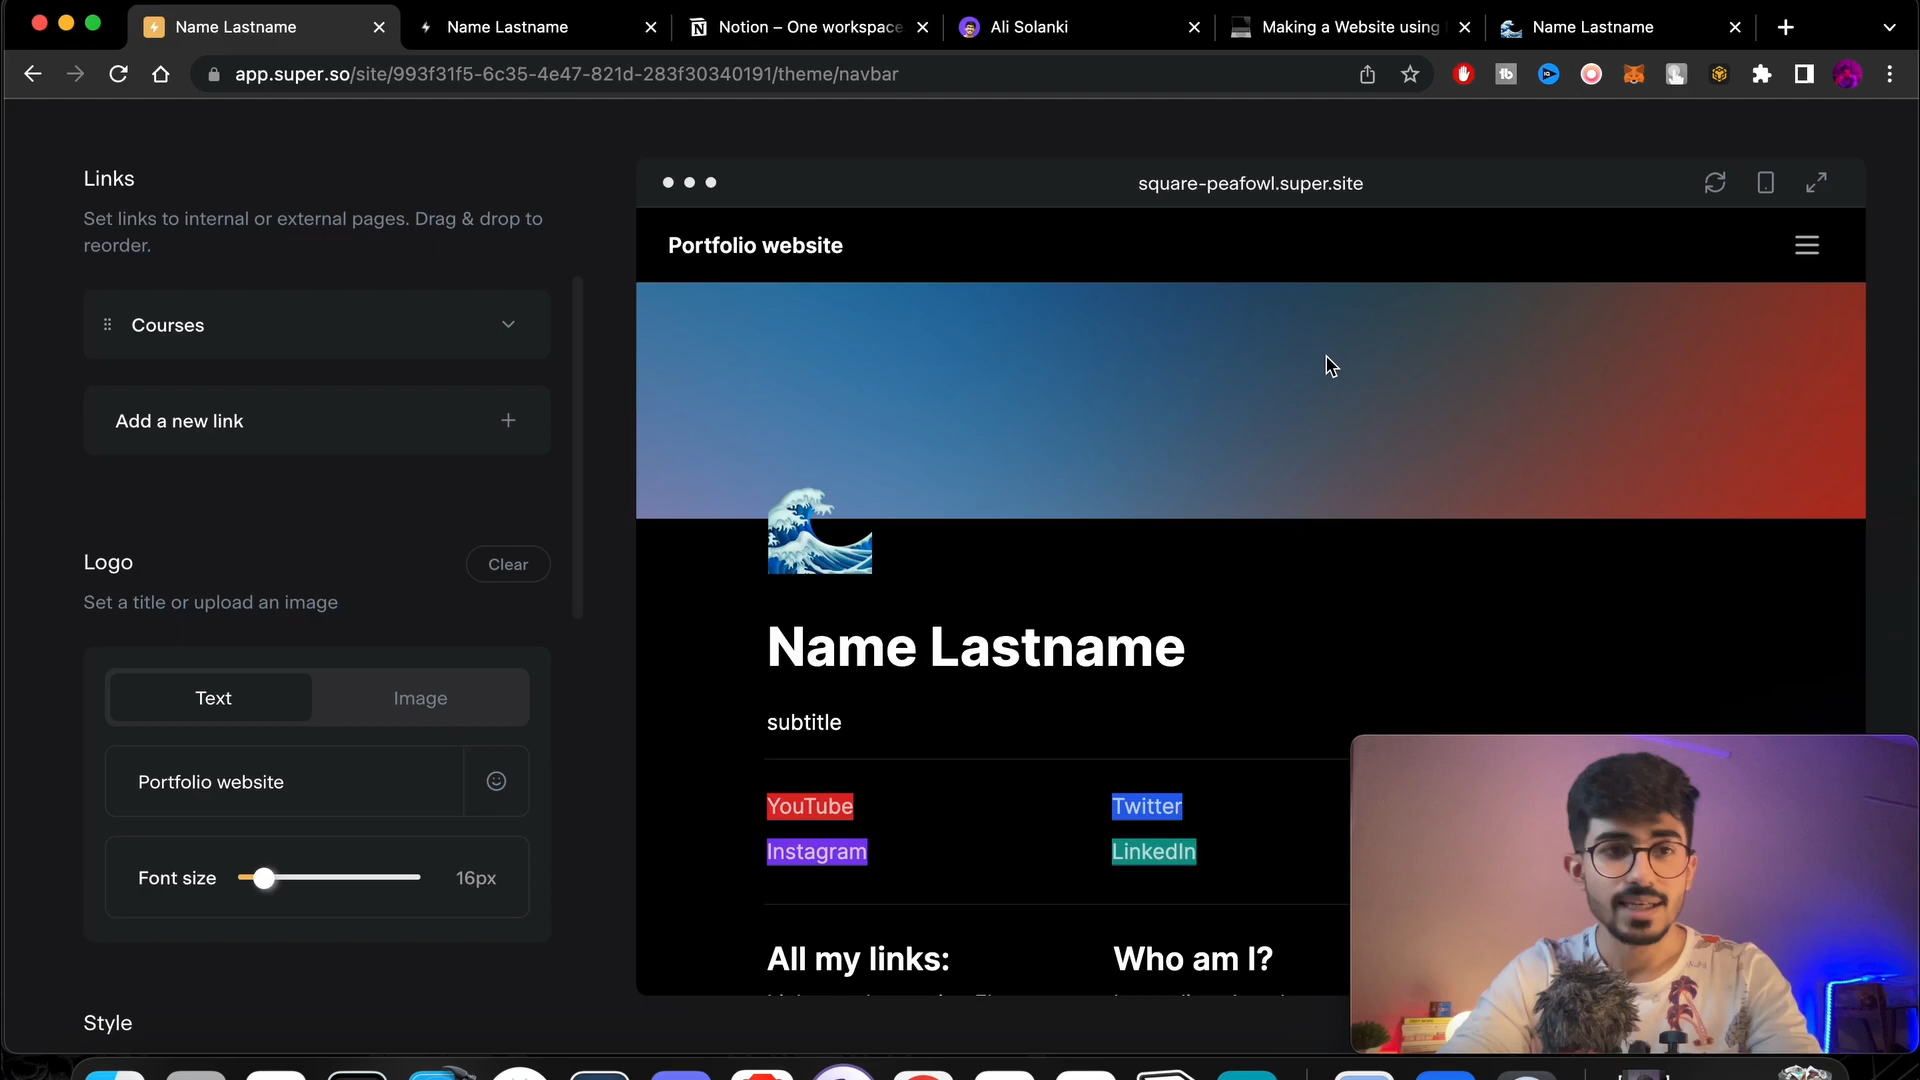 Name Lastname
Name Lastname
Notion – One workspace
Ali Solanki
Making a Website using
Name Lastname
app.super.so/site/993f31f5-6c35-4e47-821d-283f30340191/theme/navbar
Links
Set links to internal or external pages. Drag & drop to
reorder.
Courses
Add a new link
Logo
Clear
Set a title or upload an image
Text
Image
Portfolio website
Font size
16px
Style
square-peafowl.super.site
Portfolio website
Name Lastname
subtitle
YouTube
Twitter
Instagram
LinkedIn
All my links:
Who am I?